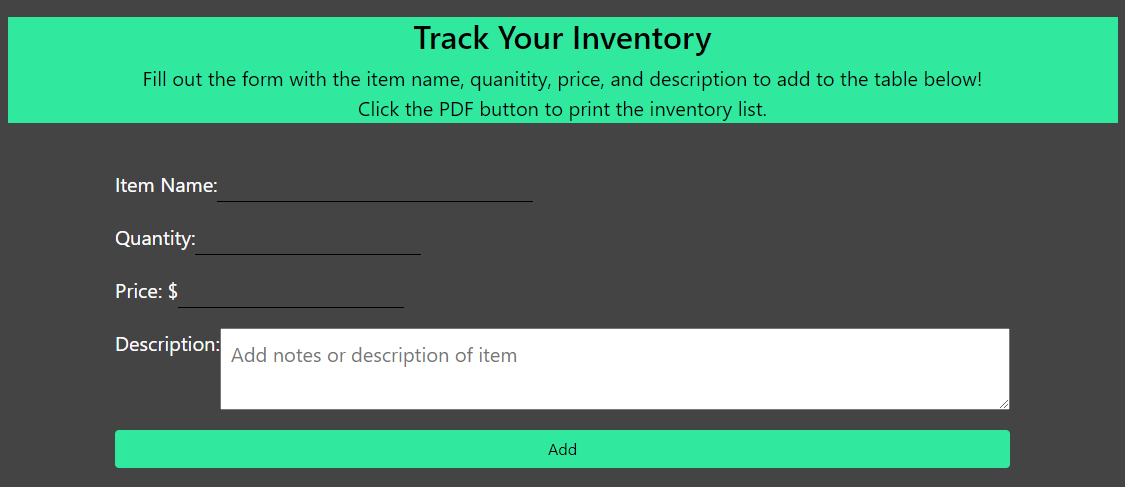 Track Your Inventory
Fill out the form with the item name, quanitity, price, and description to add to the table below!
Click the PDF button to print the inventory list.
Item Name:
Quantity:
Price: $
Description:
Add notes or description of item
Add